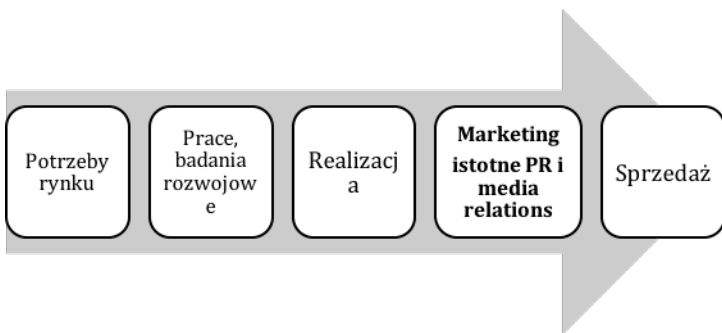 Potrzeby
rynku
Prace,
badania
rozwojow
e
Realizacj
a
Marketing
istotne PR i
media
relations
Sprzedaż